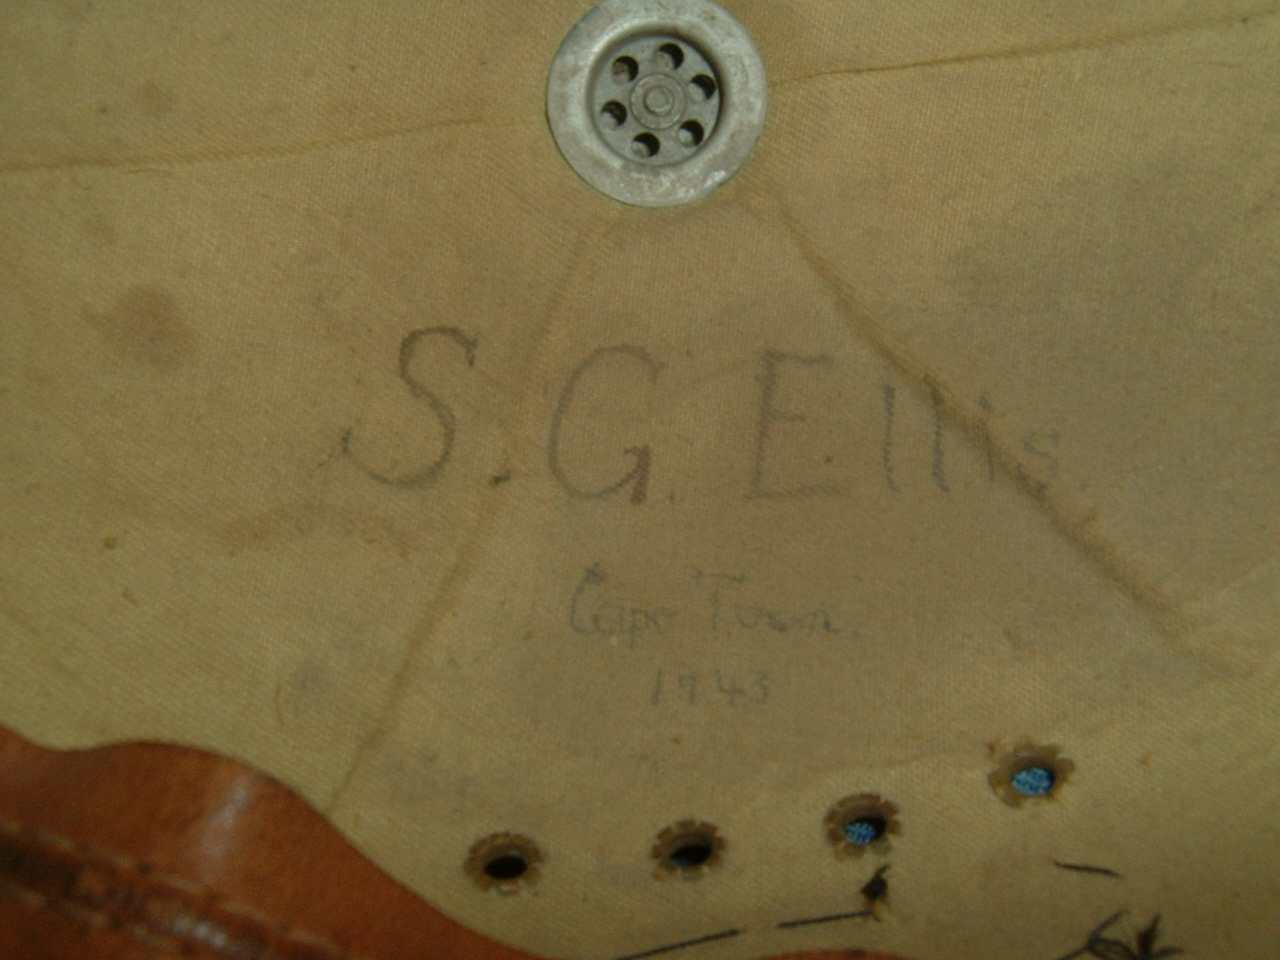 S. G. Ellis.
Cape Town.
1943